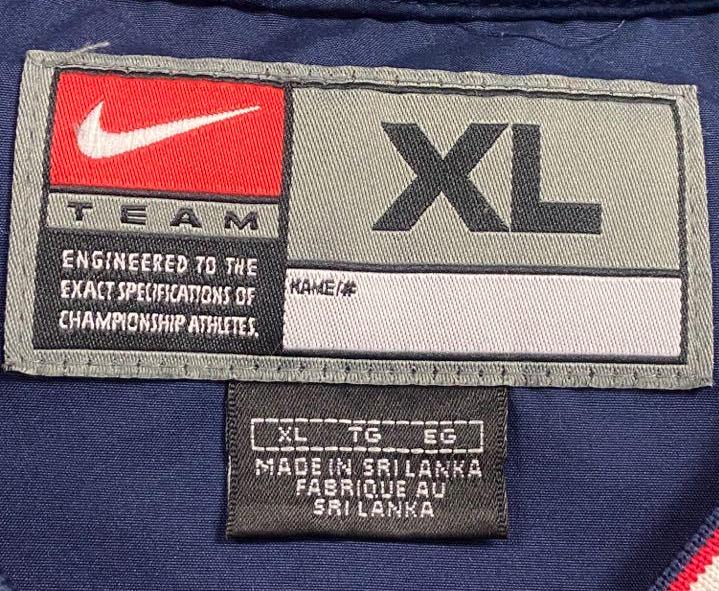 XL
TEAM
ENGINEERED TO THE
EXACT SPECIFICATIONS OF
CHAMPIONSHIP ATHLETES.
NAME/#
XL TG EG
MADE IN SRI LANKA
FABRIQUE AU
SRI LANKA